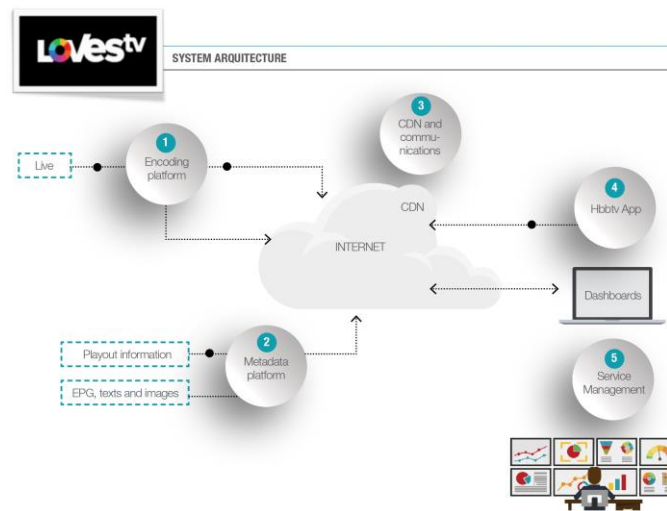 LOVEStv
SYSTEM ARQUITECTURE
1
Encoding
platform
Live
3
CDN and
commu-
nications
4
Hbbtv App
CDN
INTERNET
Dashboards
Playout information
EPG, texts and images
2
Metadata
platform
5
Service
Management